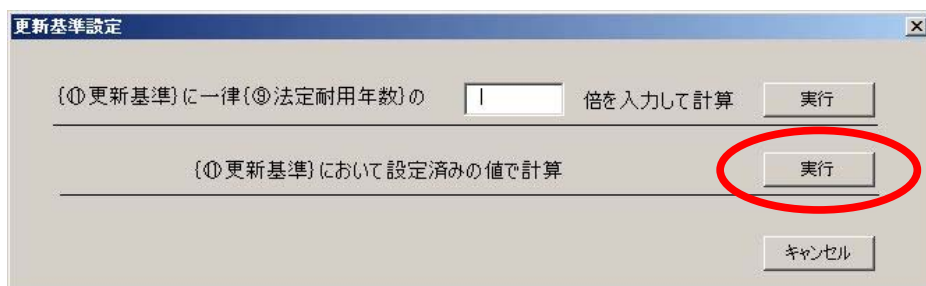 更新基準設定
{①更新基準}に一律{⑨法定耐用年数}の 倍を入力して計算 実行
{①更新基準}において設定済みの値で計算 実行
キャンセル